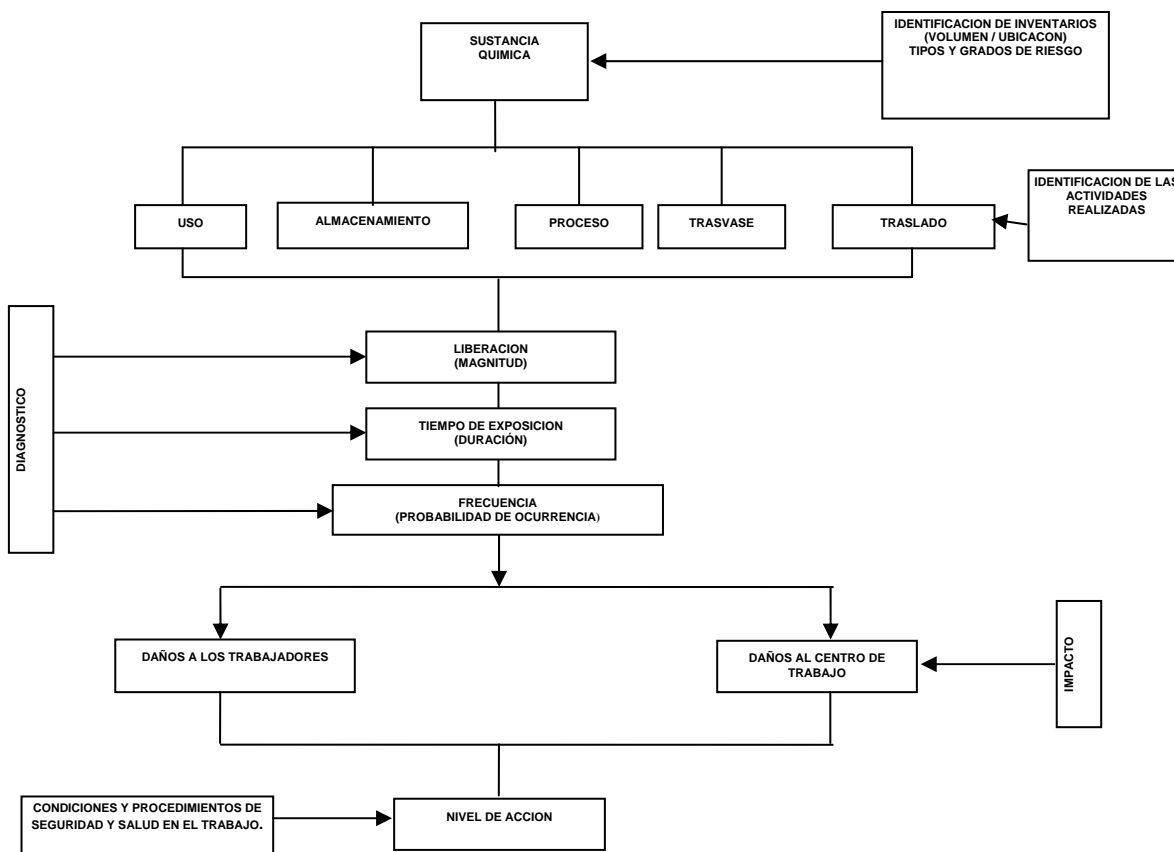 SUSTANCIA
QUIMICA
IDENTIFICACION DE INVENTARIOS
(VOLUMEN / UBICACON)
TIPOS Y GRADOS DE RIESGO
IDENTIFICACION DE LAS
ACTIVIDADES
REALIZADAS
USO
ALMACENAMIENTO
PROCESO
TRASVASE
TRASLADO
DIAGNOSTICO
LIBERACION
(MAGNITUD)
TIEMPO DE EXPOSICION
(DURACIÓN)
FRECUENCIA
(PROBABILIDAD DE OCURRENCIA)
DAÑOS A LOS TRABAJADORES
DAÑOS AL CENTRO DE
TRABAJO
IMPACTO
CONDICIONES Y PROCEDIMIENTOS DE
SEGURIDAD Y SALUD EN EL TRABAJO.
NIVEL DE ACCION